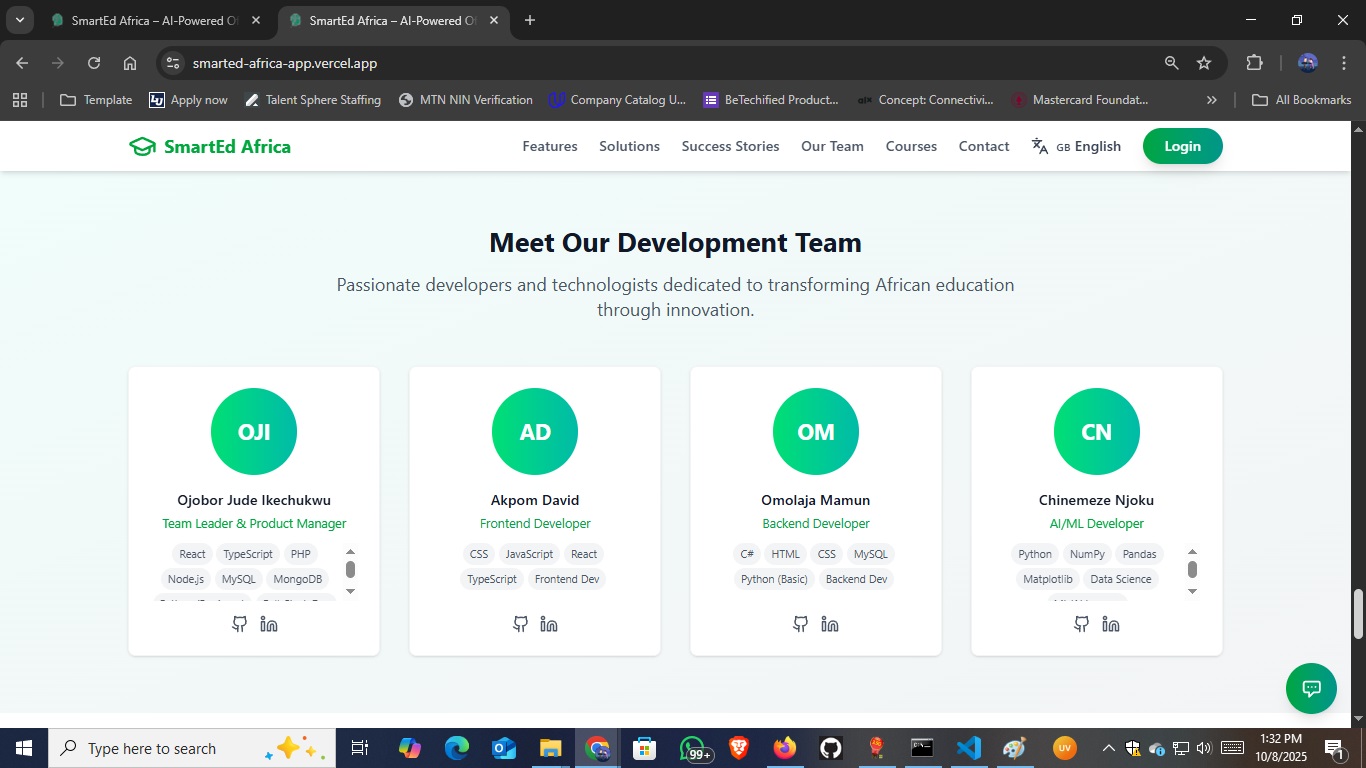 SmartEd Africa – AI-Powered O
SmartEd Africa – AI-Powered O
smarted-africa-app.vercel.app
Template
Apply now
Talent Sphere Staffing
MTN NIN Verification
Company Catalog U...
BeTechified Product...
Concept: Connectivi...
Mastercard Foundat...
All Bookmarks
SmartEd Africa
Features
Solutions
Success Stories
Our Team
Courses
Contact
GB English
Login
Meet Our Development Team
Passionate developers and technologists dedicated to transforming African education
through innovation.
OJI
Ojobor Jude Ikechukwu
Team Leader & Product Manager
React TypeScript PHP
Node.js MySQL MongoDB
AD
Akpom David
Frontend Developer
CSS JavaScript React
TypeScript Frontend Dev
OM
Omolaja Mamun
Backend Developer
C# HTML CSS MySQL
Python (Basic) Backend Dev
CN
Chinemeze Njoku
AI/ML Developer
Python NumPy Pandas
Matplotlib Data Science
Type here to search
99+
UV
1:32 PM
10/8/2025
1